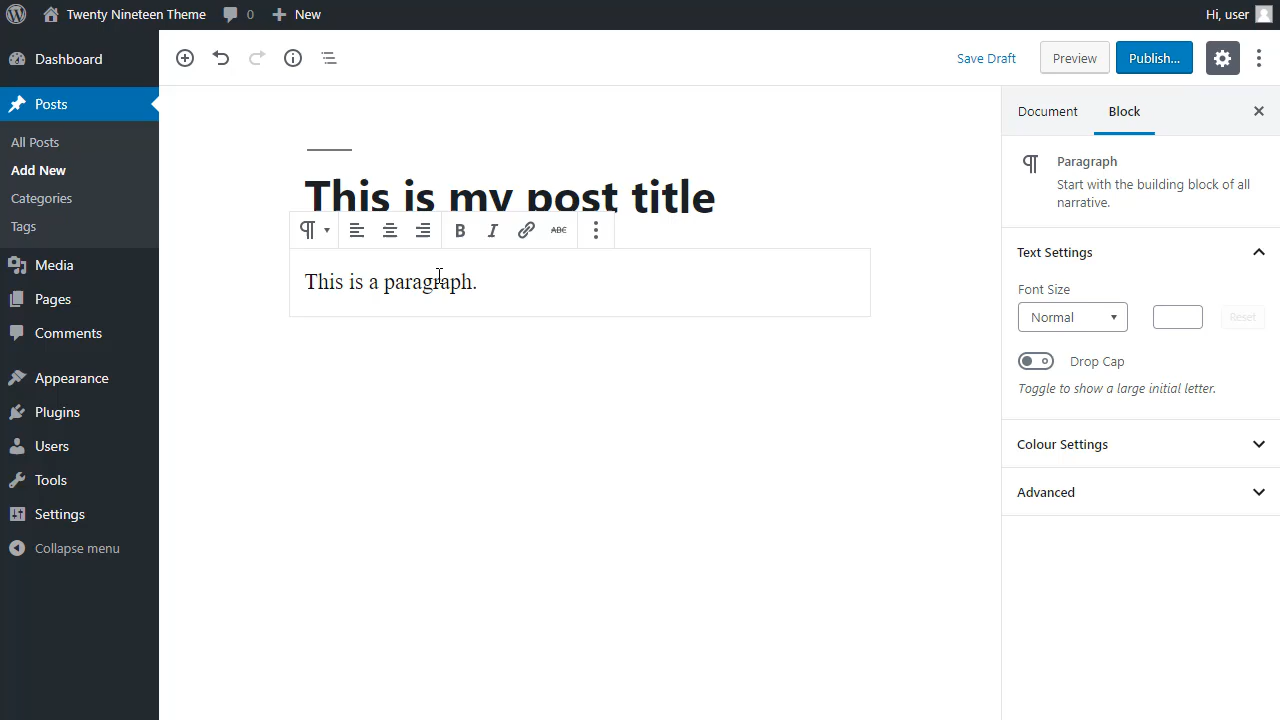 Twenty Nineteen Theme 0 New Hi, user
Dashboard
Posts
All Posts
Add New
Categories
Tags
Media
Pages
Comments
Appearance
Plugins
Users
Tools
Settings
Collapse menu
Save Draft Preview Publish...
This is my post title
B I ABC
This is a paragraph.
Document Block
Paragraph
Start with the building block of all
narrative.
Text Settings
Font Size
Normal Reset
Drop Cap
Toggle to show a large initial letter.
Colour Settings
Advanced